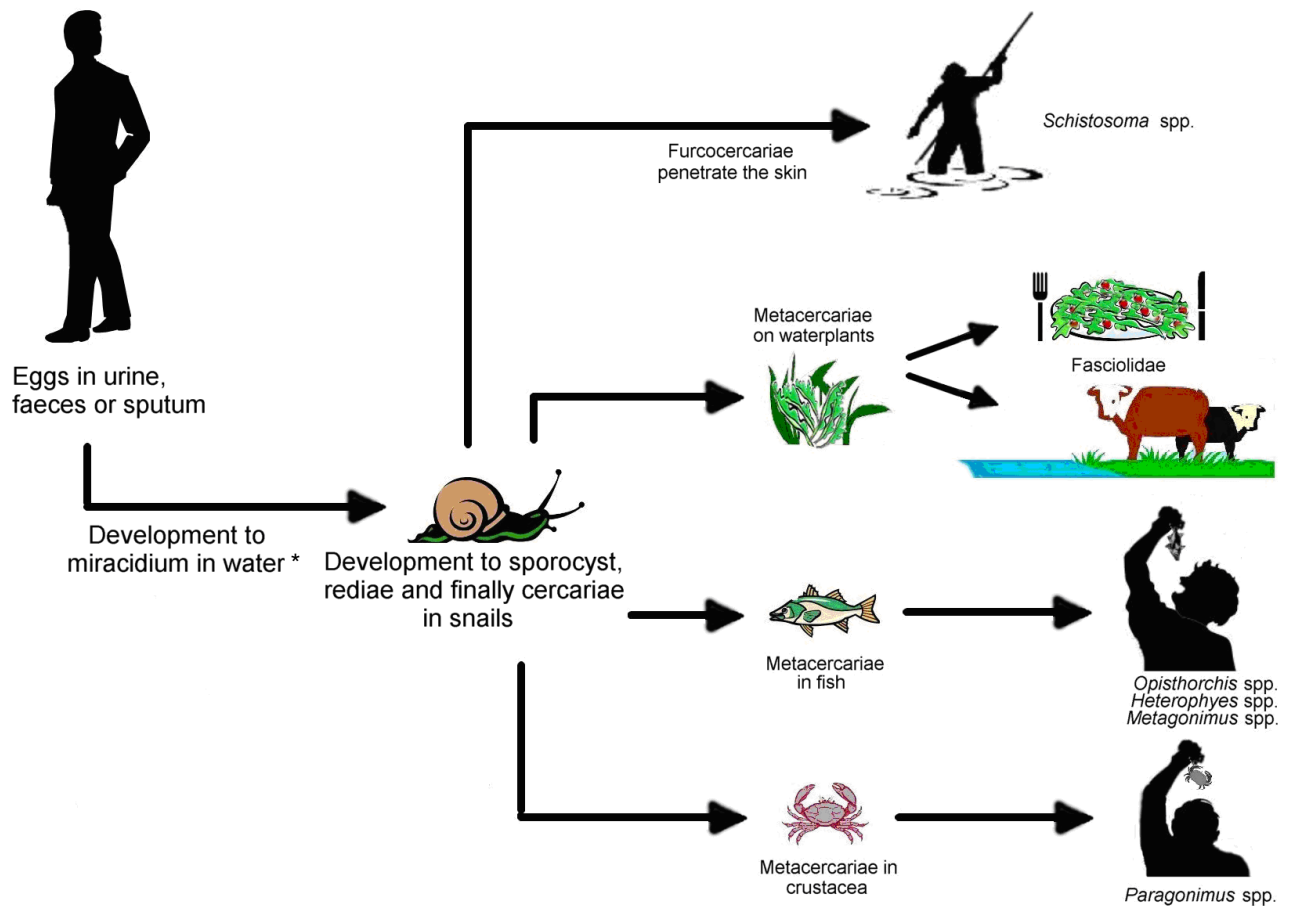 Eggs in urine,
faeces or sputum
Development to
miracidium in water *
Development to sporocyst,
rediae and finally cercariae
in snails
Furcocercariae
penetrate the skin
Schistosoma spp.
Metacercariae
on waterplants
Fasciolidae
Metacercariae
in fish
Opisthorchis spp.
Heterophyes spp.
Metagonimus spp.
Metacercariae in
crustacea
Paragonimus spp.